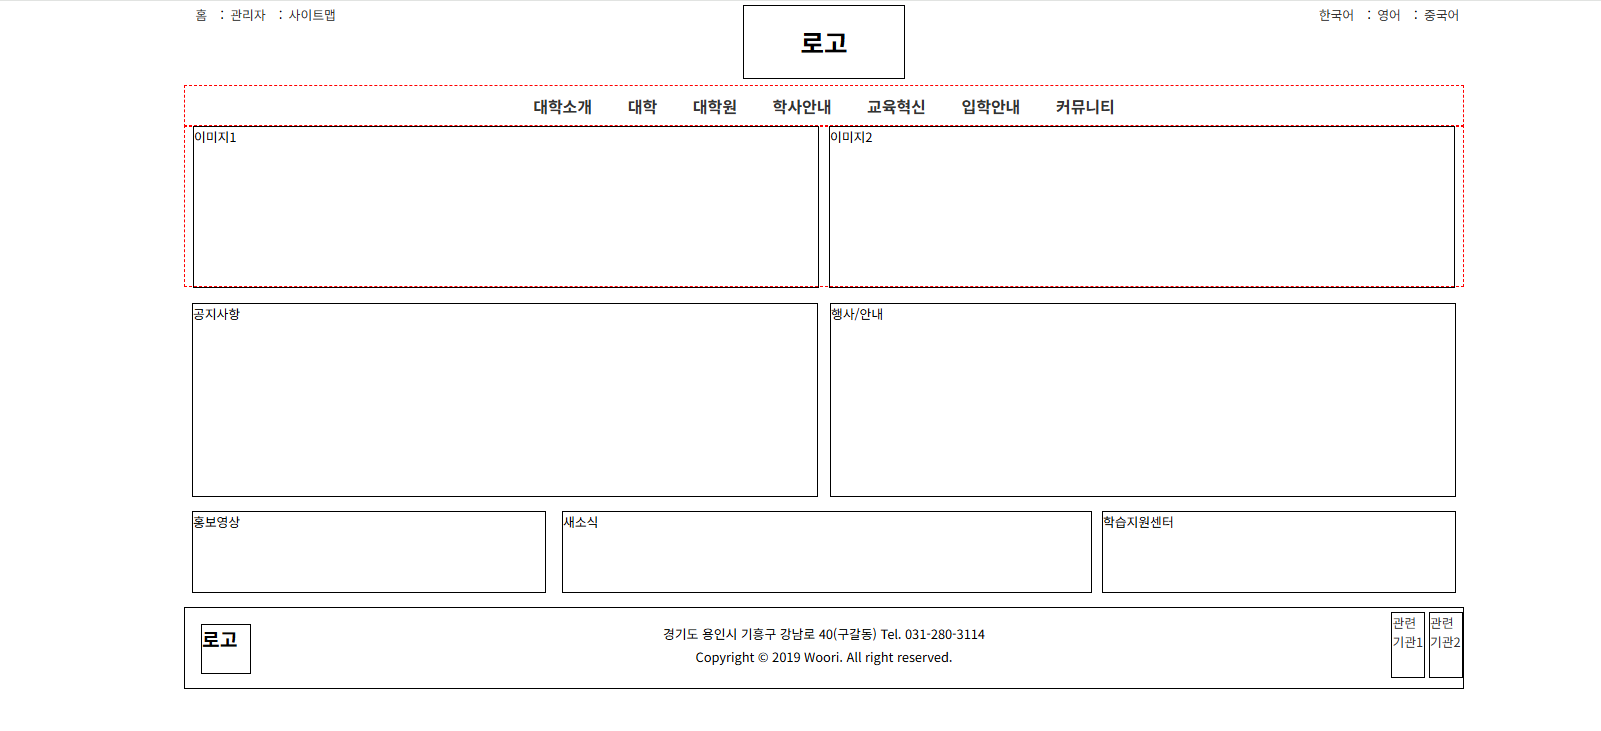 홈 : 관리자 : 사이트맵
로고
한국어 : 영어 : 중국어
대학소개 대학 대학원 학사안내 교육혁신 입학안내 커뮤니티
이미지1
이미지2
공지사항
행사/안내
홍보영상
새소식
학습지원센터
로고
경기도 용인시 기흥구 강남로 40(구갈동) Tel. 031-280-3114
Copyright © 2019 Woori. All right reserved.
관련
기관1
관련
기관2